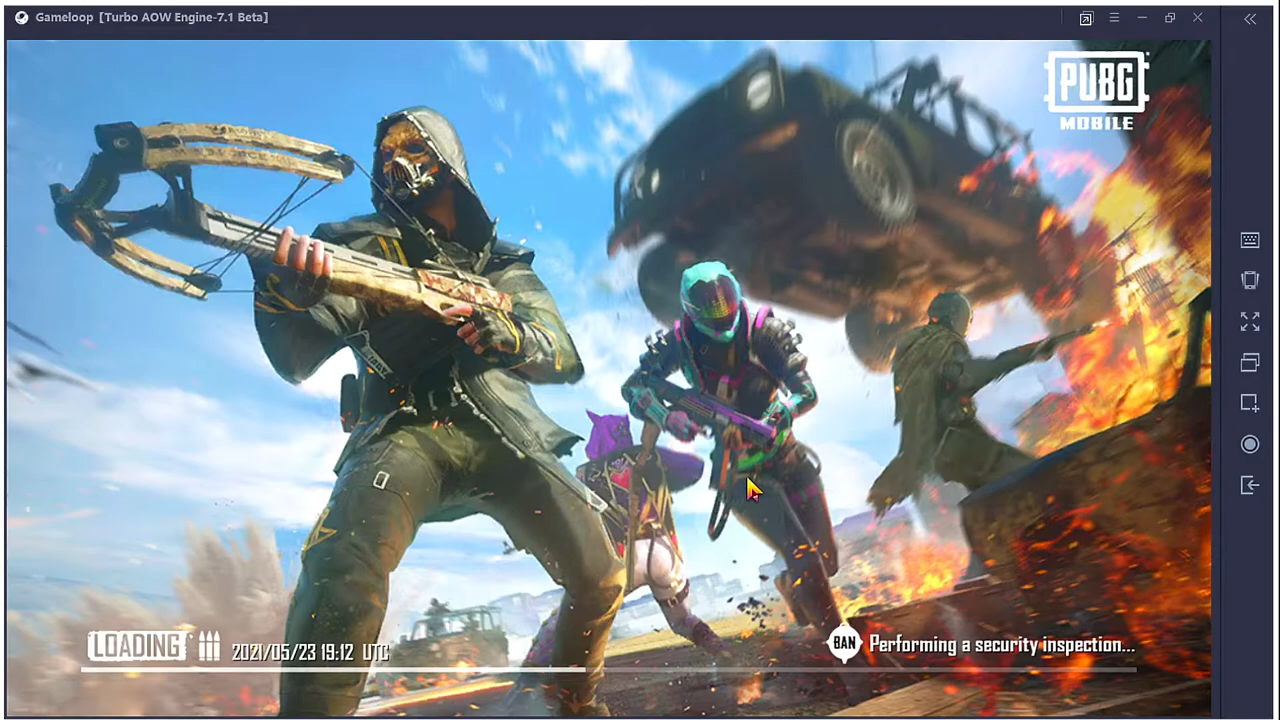 Gameloop [Turbo AOW Engine-7.1 Beta]
PUBG
MOBILE
LOADING
2021/05/23 19:12 UTC
BAN
Performing a security inspection...